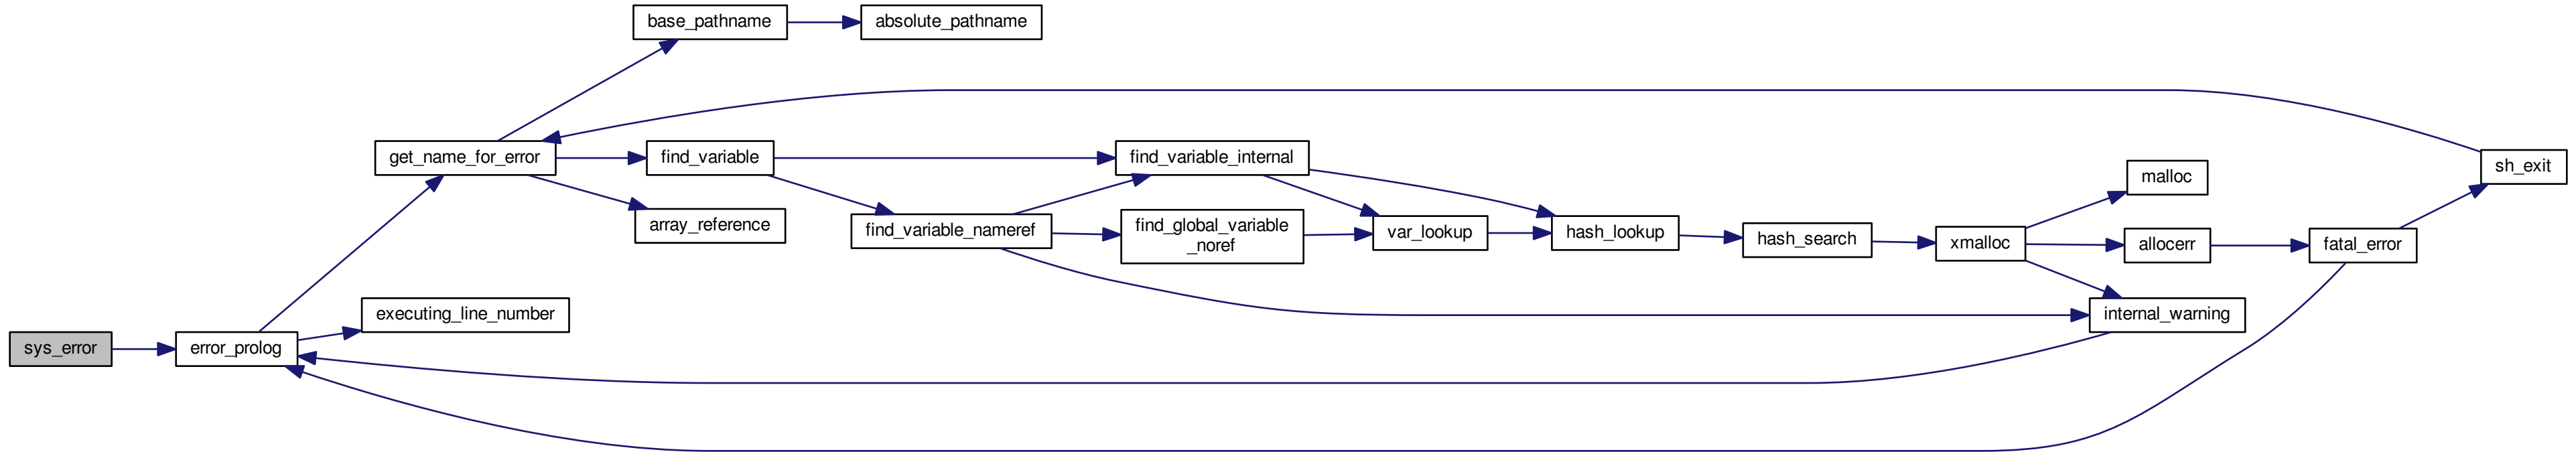 base_pathname
absolute_pathname
get_name_for_error
find_variable
find_variable_internal
sh_exit
malloc
array_reference
find_variable_nameref
find_global_variable
_noref
var_lookup
hash_lookup
hash_search
xmalloc
allocerr
fatal_error
executing_line_number
internal_warning
sys_error
error_prolog